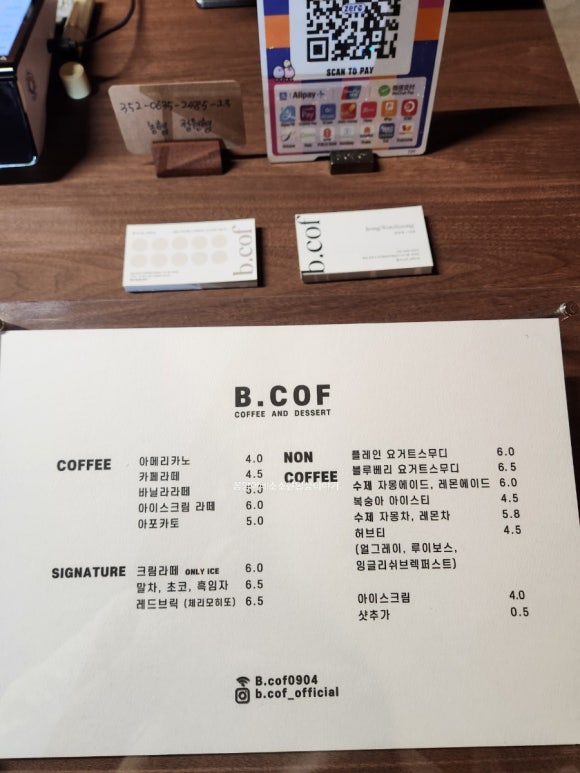 zero
SCAN TO PAY
Alipay+
352-0635-2485-23
b.cof
b.cof
B.COF
COFFEE AND DESSERT
COFFEE
아메리카노 4.0
카페라떼 4.5
바닐라라떼 5.0
아이스크림 라떼 6.0
아포카토 5.0
SIGNATURE
크림라떼 ONLY ICE 6.0
말차, 초코, 흑임자 6.5
레드브릭 (체리모히또) 6.5
NON
COFFEE
플레인 요거트스무디 6.0
블루베리 요거트스무디 6.5
수제 자몽에이드, 레몬에이드 6.0
복숭아 아이스티 4.5
수제 자몽차, 레몬차 5.8
허브티 4.5
(얼그레이, 루이보스,
잉글리쉬브렉퍼스트)
아이스크림 4.0
샷추가 0.5
B.cof0904
b.cof_official